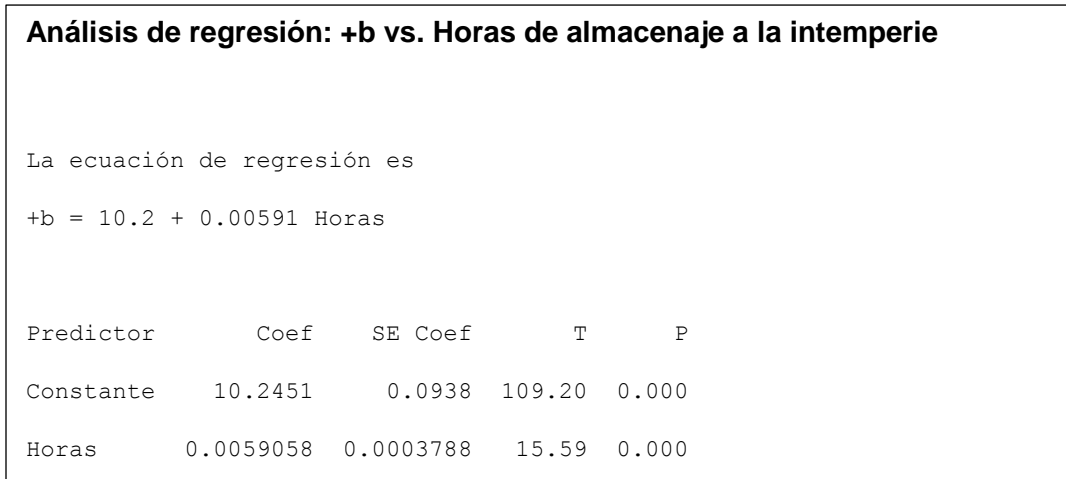 Análisis de regresión: +b vs. Horas de almacenaje a la intemperie
La ecuación de regresión es
+b = 10.2 + 0.00591 Horas
Predictor Coef SE Coef T P
Constante 10.2451 0.0938 109.20 0.000
Horas 0.0059058 0.0003788 15.59 0.000